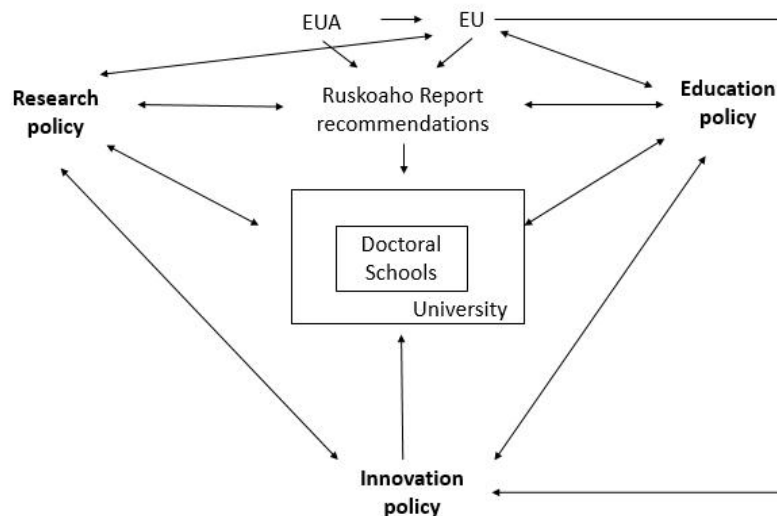 EUA
EU
Research
policy
Ruskoaho Report
recommendations
Education
policy
Doctoral
Schools
University
Innovation
policy